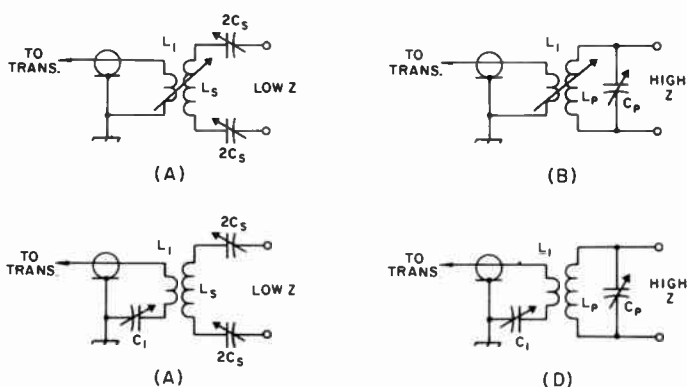 2Cs
L1
TO
TRANS.
Ls
LOW Z
2Cs
(A)
L1
TO
TRANS.
Lp
Cp
HIGH
Z
(B)
2Cs
L1
TO
TRANS.
Ls
LOW Z
C1
2Cs
(A)
L1
TO
TRANS
Lp
Cp
HIGH
Z
C1
(D)